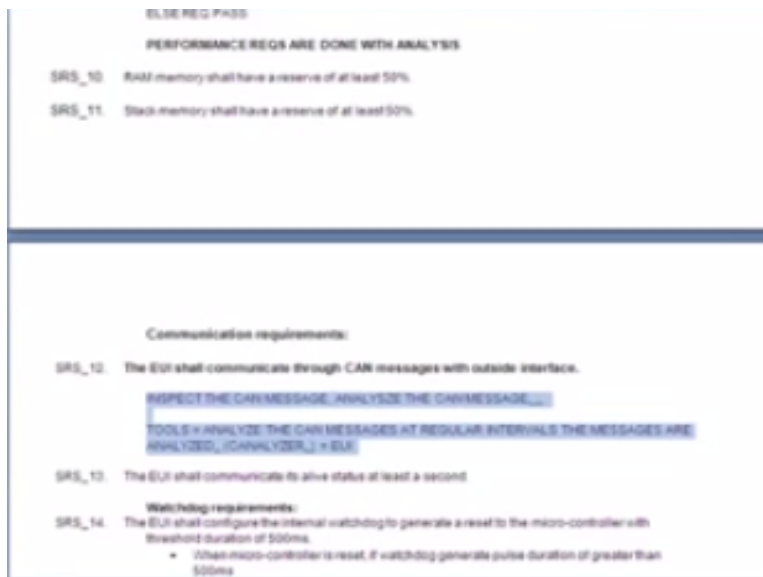 ELSE REQ PASS
PERFORMANCE REQS ARE DONE WITH ANALYSIS
SRS_10. RAM memory shall have a reserve of at least 50%.
SRS_11. Stack memory shall have a reserve of at least 50%.
Communication requirements:
SRS_12. The EUI shall communicate through CAN messages with outside interface.
INSPECT THE CAN MESSAGE, ANALYSZE THE CAN MESSAGE_ _
TOOLS = ANALYZE THE CAN MESSAGES AT REGULAR INTERVALS THE MESSAGES ARE
ANALYZED_ (CANALYZER_) + EUI
SRS_13. The EUI shall communicate its alive status at least a second.
Watchdog requirements:
SRS_14. The EUI shall configure the internal watchdog to generate a reset to the micro-controller with
threshold duration of 500ms.
• When micro-controller is reset, if watchdog generate pulse duration of greater than
500ms